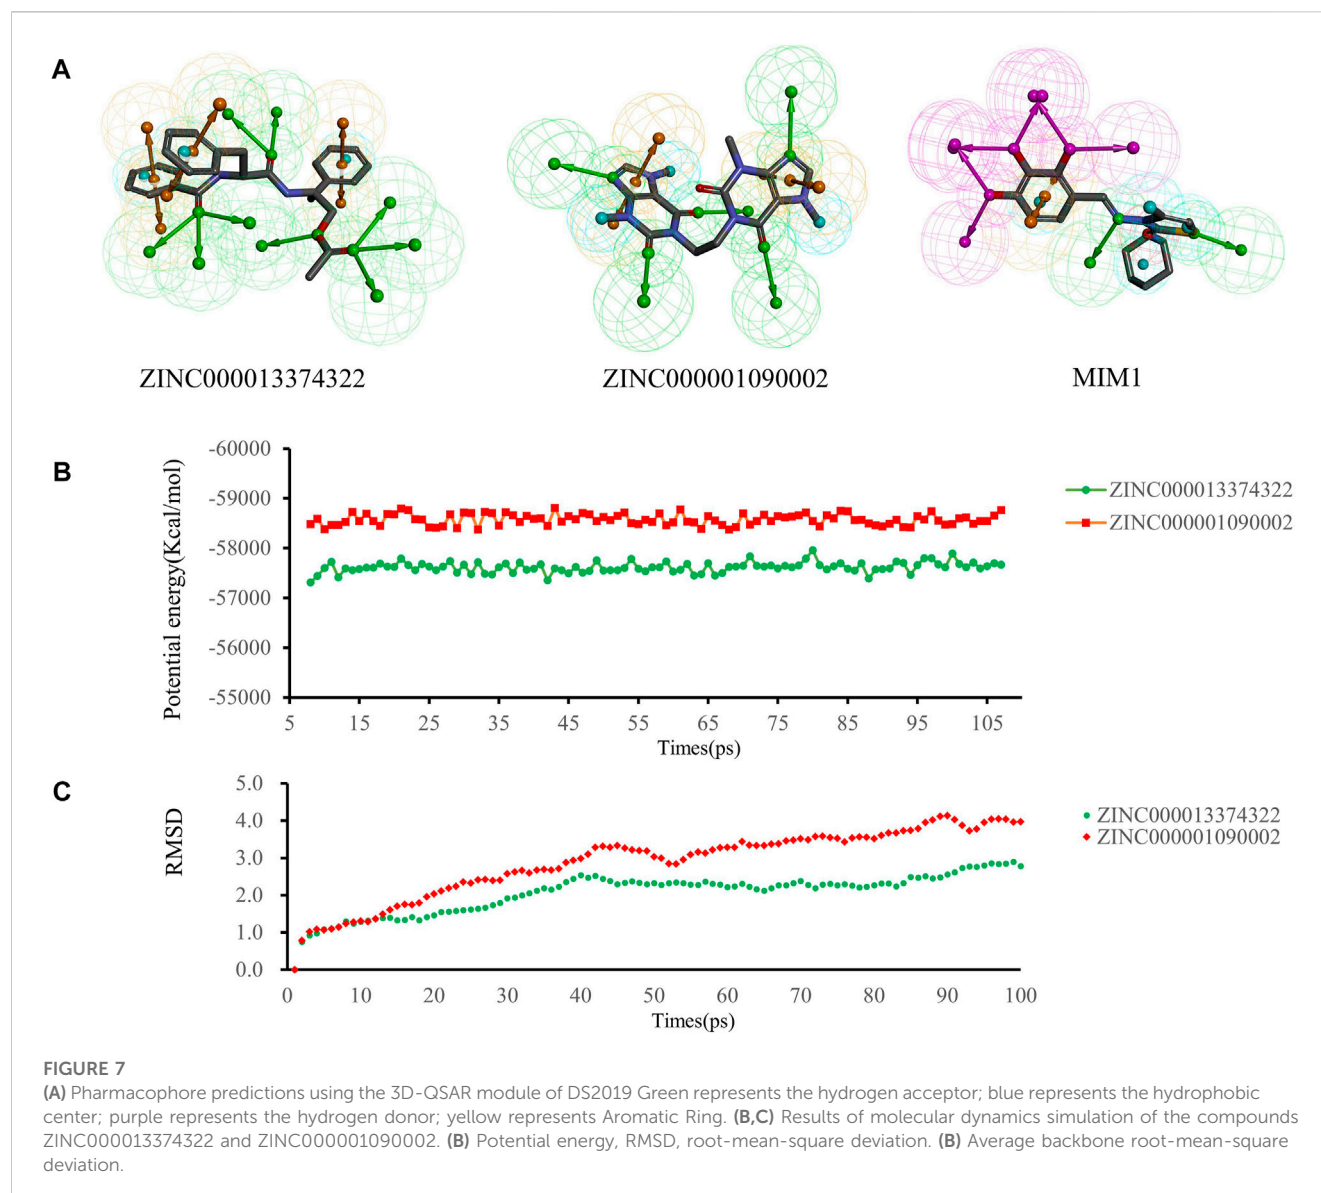 A
ZINC000013374322
ZINC000001090002
MIM1
B
Potential energy(Kcal/mol)
-60000
-59000
-58000
-57000
-56000
-55000
5 15 25 35 45 55 65 75 85 95 105
Times(ps)
ZINC000013374322
ZINC000001090002
C
RMSD
5.0
4.0
3.0
2.0
1.0
0.0
0 10 20 30 40 50 60 70 80 90 100
Times(ps)
ZINC000013374322
ZINC000001090002
FIGURE 7
(A) Pharmacophore predictions using the 3D-QSAR module of DS2019 Green represents the hydrogen acceptor; blue represents the hydrophobic
center; purple represents the hydrogen donor; yellow represents Aromatic Ring. (B,C) Results of molecular dynamics simulation of the compounds
ZINC000013374322 and ZINC000001090002. (B) Potential energy, RMSD, root-mean-square deviation. (B) Average backbone root-mean-square
deviation.